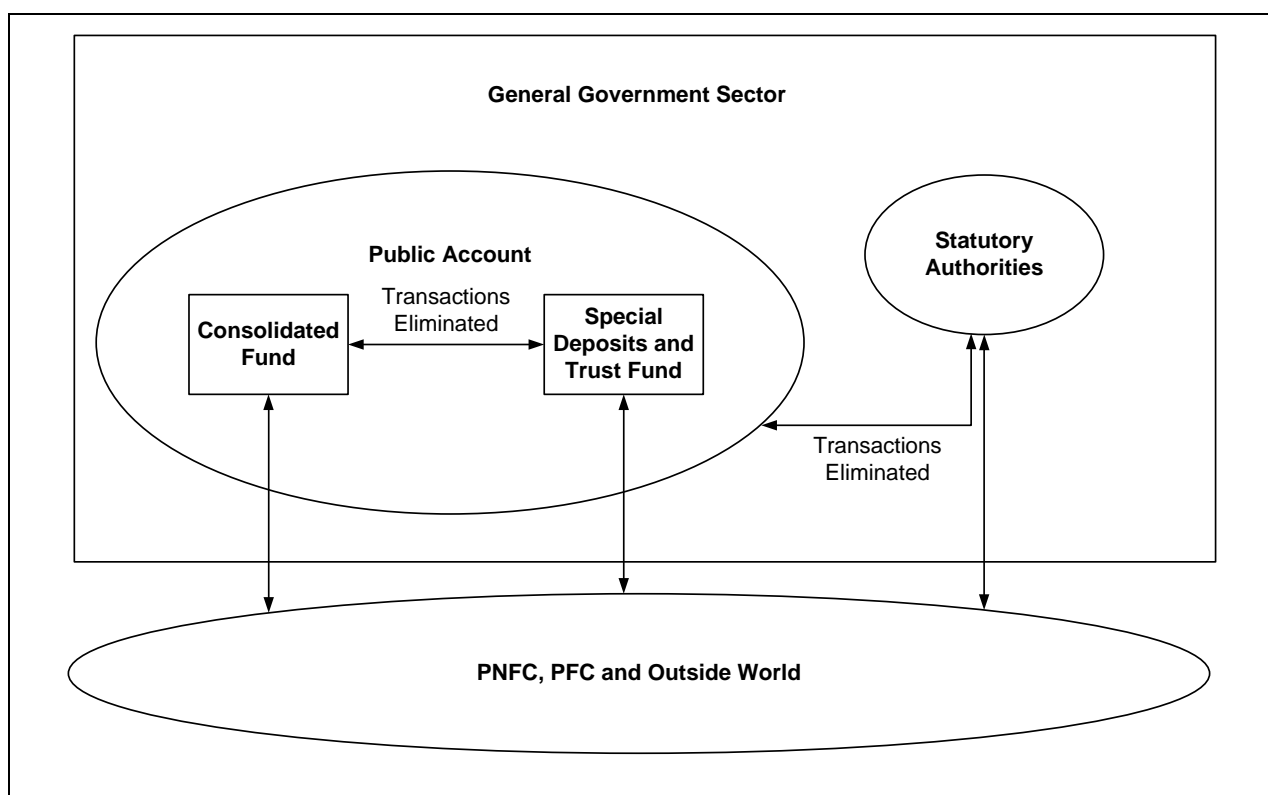 General Government Sector
Public Account
Transactions
Eliminated
Consolidated
Fund
Special
Deposits and
Trust Fund
Statutory
Authorities
Transactions
Eliminated
PNFC, PFC and Outside World